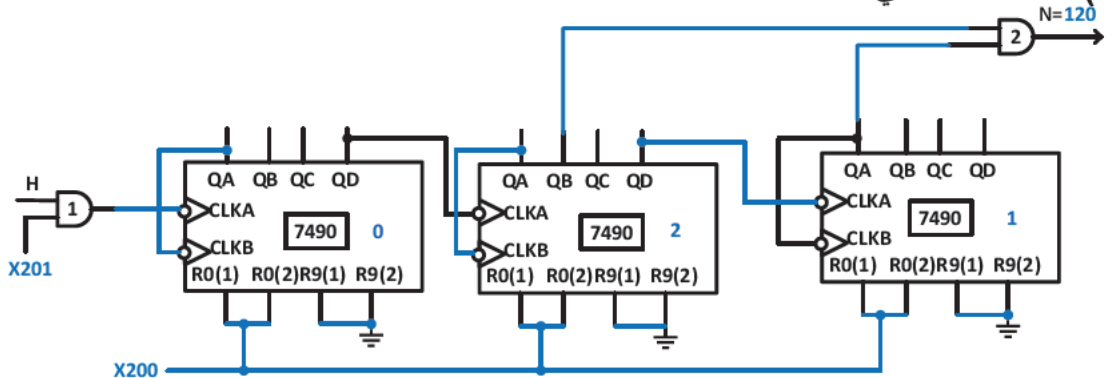 N=120
2
QA QB QC QD
CLKA
7490 0
CLKB
R0(1) R0(2) R9(1) R9(2)
QA QB QC QD
CLKA
7490 2
CLKB
R0(1) R0(2) R9(1) R9(2)
QA QB QC QD
CLKA
7490 1
CLKB
R0(1) R0(2) R9(1) R9(2)
H
1
X201
X200